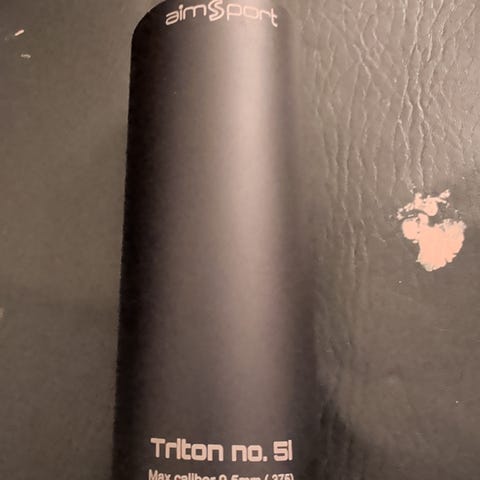 aimSport
Triton no. 51
Max caliber 9.5mm (.375)